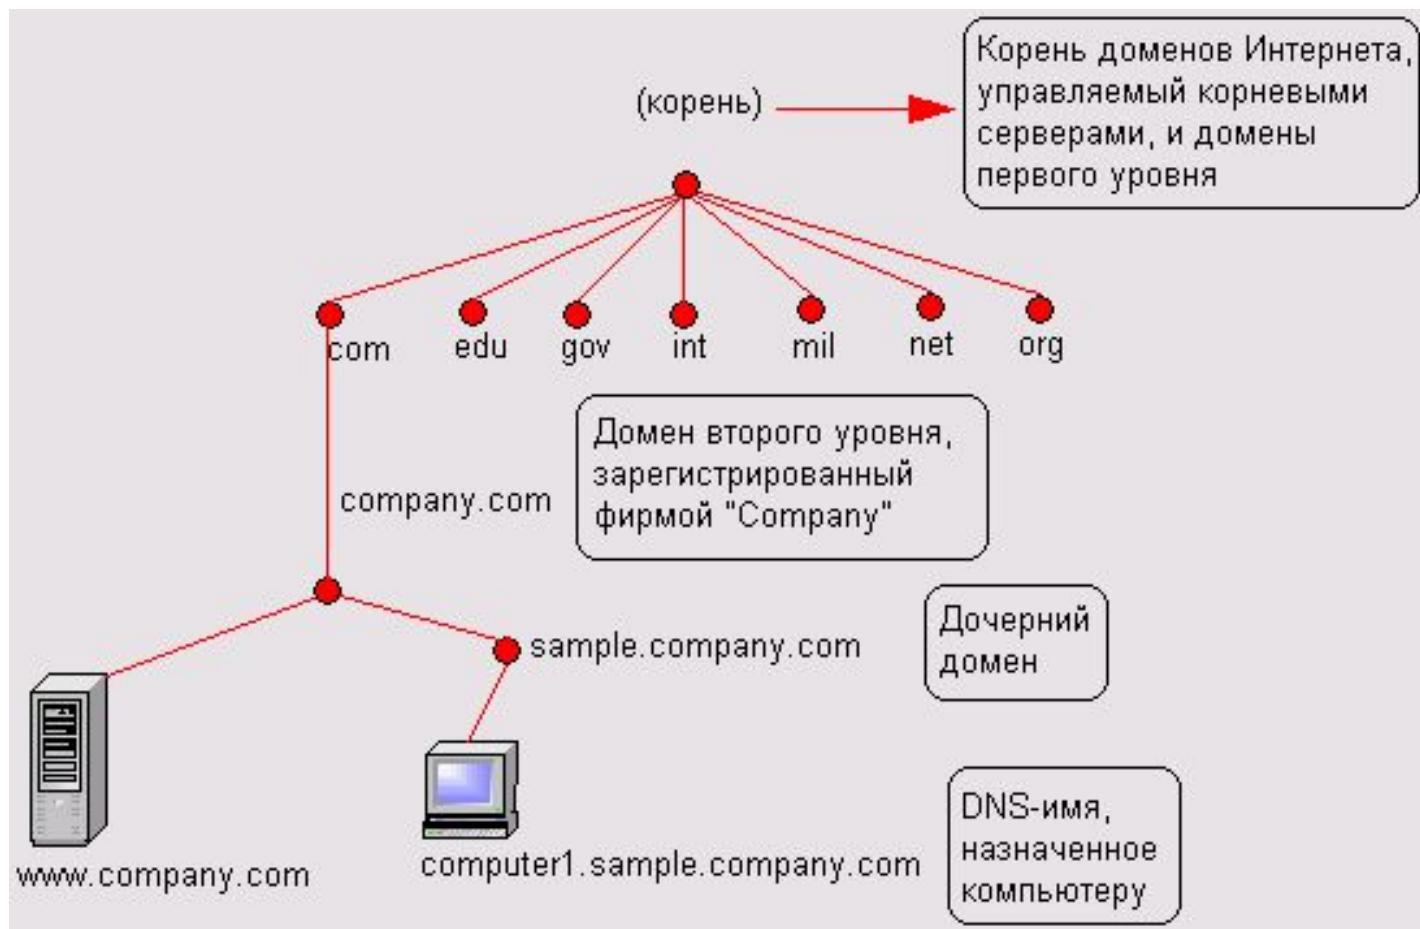 Корень доменов Интернета,
управляемый корневыми
серверами, и домены
первого уровня
(корень)
com edu gov int mil net org
Домен второго уровня,
зарегистрированный
фирмой "Company"
company.com
Дочерний
домен
sample.company.com
DNS-имя,
назначенное
компьютеру
www.company.com
computer1.sample.company.com